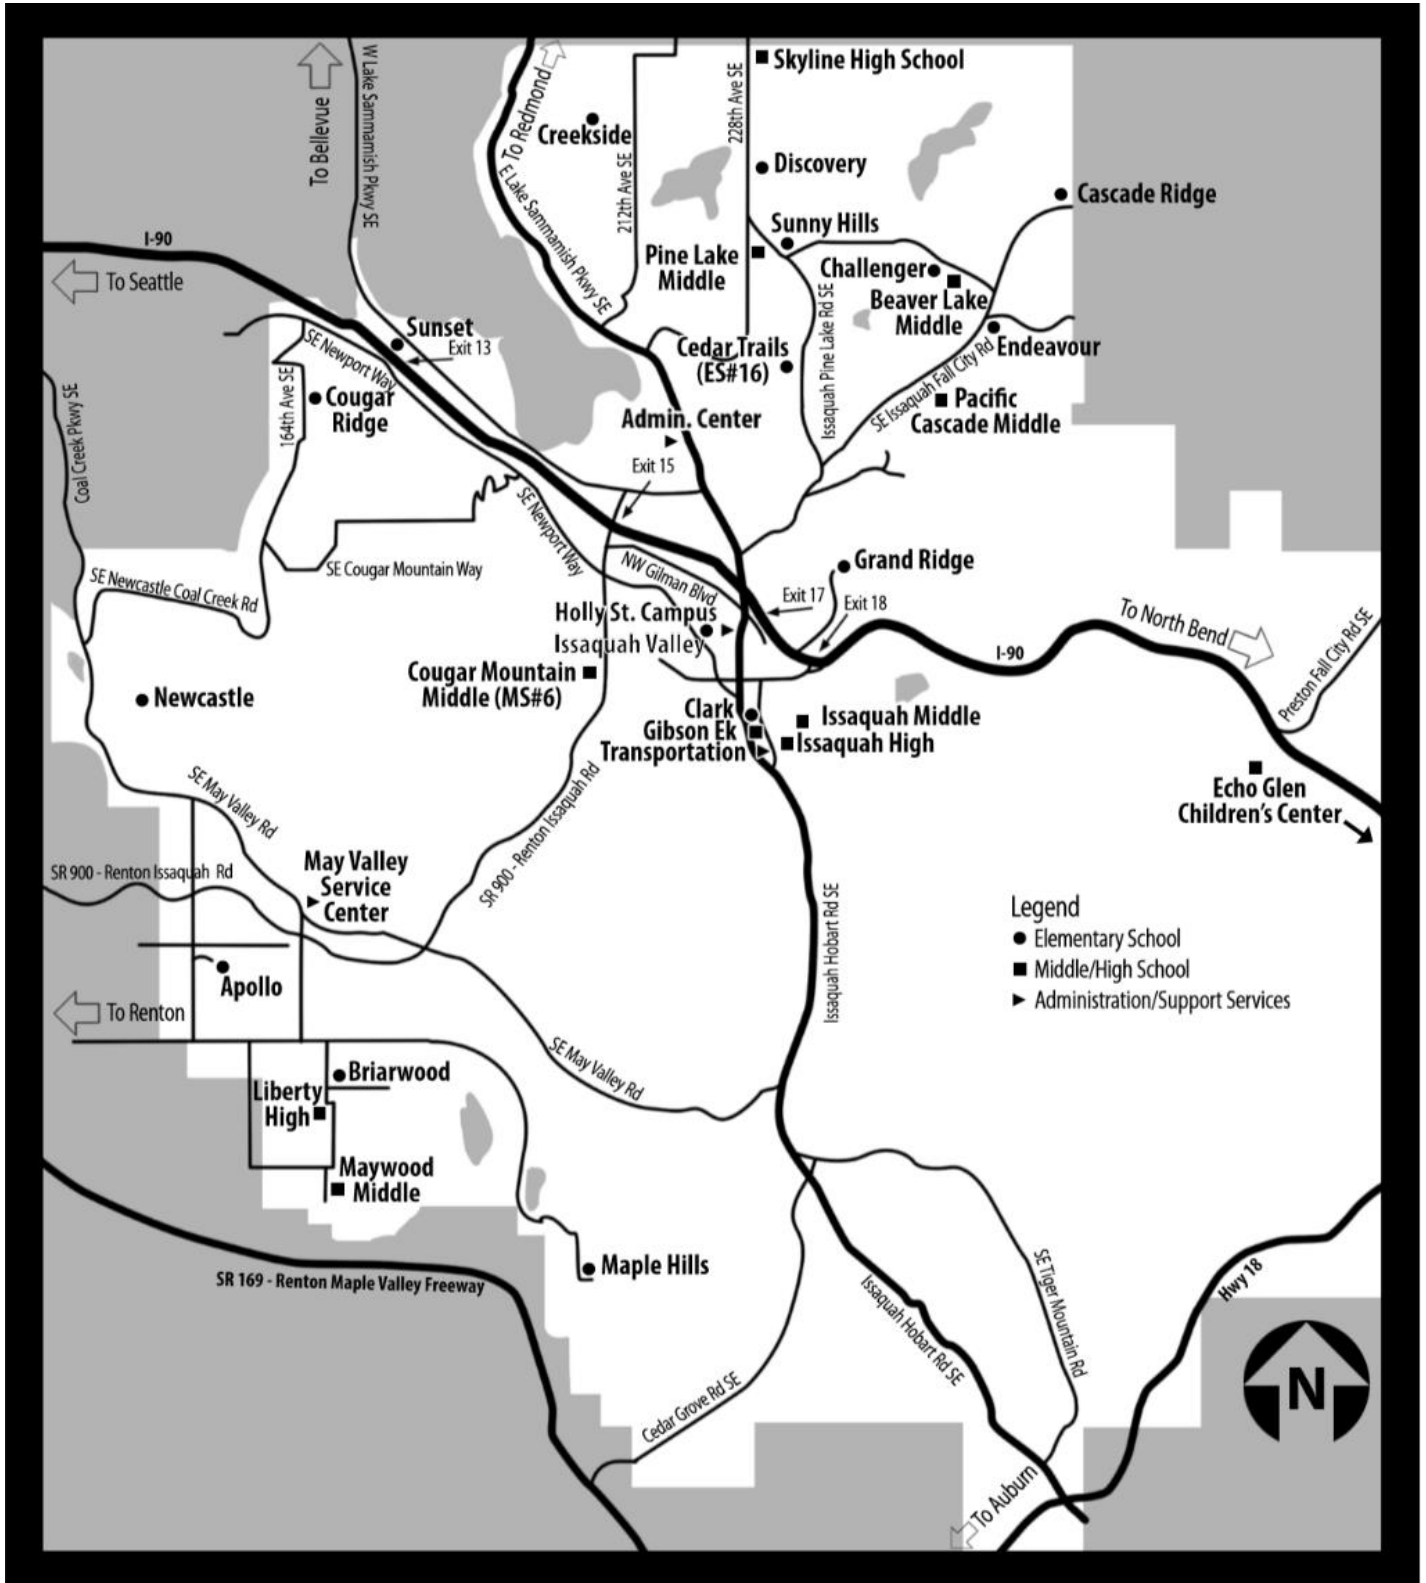 Skyline High School
W Lake Sammamish Pkwy SE
To Bellevue
To Redmond
228th Ave SE
Creekside
212th Ave SE
Discovery
E Lake Sammamish Pkwy SE
Cascade Ridge
Sunny Hills
I-90
Pine Lake
Middle
To Seattle
Challenger
Beaver Lake
Middle
Issaquah Pine Lake Rd SE
Sunset
Exit 13
SE Newport Way
Cedar Trails
(ES#16)
Endeavour
SE Issaquah Fall City Rd
Coal Creek Pkwy SE
164th Ave SE
Cougar
Ridge
Pacific
Cascade Middle
Admin. Center
Exit 15
SE Newport Way
SE Cougar Mountain Way
SE Newcastle Coal Creek Rd
NW Gilman Blvd
Grand Ridge
Exit 17
Exit 18
Holly St. Campus
Issaquah Valley
To North Bend
I-90
Preston Fall City Rd SE
Cougar Mountain
Middle (MS#6)
Newcastle
Clark
Gibson Ek
Transportation
Issaquah Middle
Issaquah High
SE May Valley Rd
SR 900 - Renton Issaquah Rd
Echo Glen
Children's Center
SR 900 - Renton Issaquah Rd
May Valley
Service
Center
Issaquah Hobart Rd SE
Legend
Elementary School
Middle/High School
Administration/Support Services
Apollo
To Renton
SE May Valley Rd
Briarwood
Liberty
High
Maywood
Middle
Maple Hills
SR 169 - Renton Maple Valley Freeway
Issaquah Hobart Rd SE
SE Tiger Mountain Rd
Hwy 18
Cedar Grove Rd SE
N
To Auburn